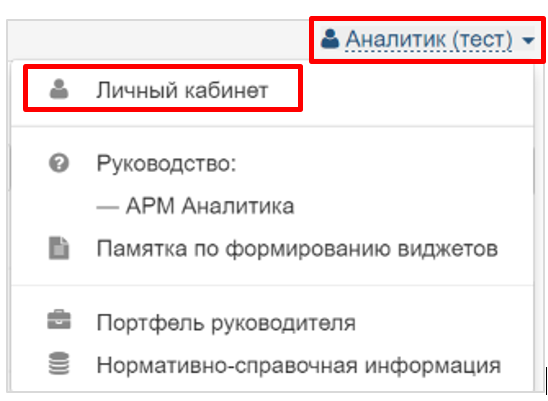 Аналитик (тест)
Личный кабинет
Руководство:
— АРМ Аналитика
Памятка по формированию виджетов
Портфель руководителя
Нормативно-справочная информация